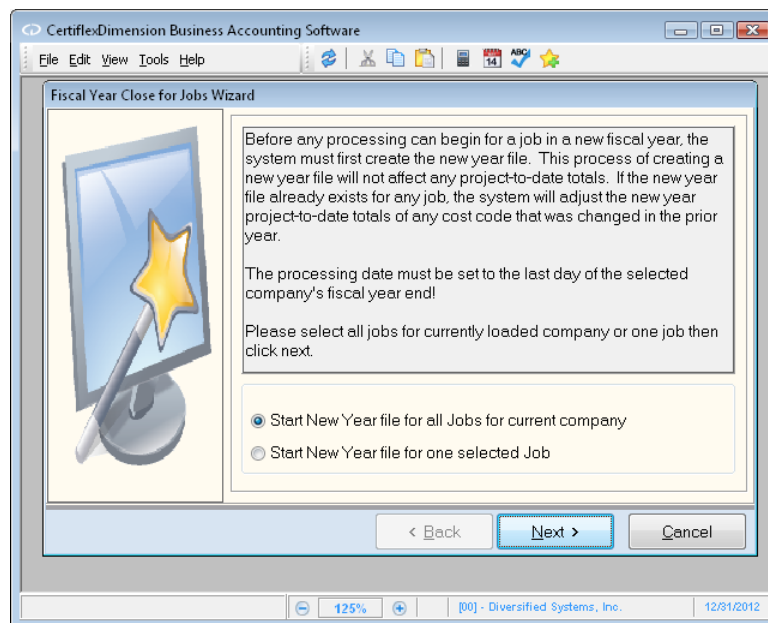 CertiflexDimension Business Accounting Software
File Edit View Tools Help
14 ABC
Fiscal Year Close for Jobs Wizard
Before any processing can begin for a job in a new fiscal year, the
system must first create the new year file. This process of creating a
new year file will not affect any project-to-date totals. If the new year
file already exists for any job, the system will adjust the new year
project-to-date totals of any cost code that was changed in the prior
year.
The processing date must be set to the last day of the selected
company's fiscal year end!
Please select all jobs for currently loaded company or one job then
click next.
Start New Year file for all Jobs for current company
Start New Year file for one selected Job
< Back Next > Cancel
125% [00] - Diversified Systems, Inc. 12/31/2012